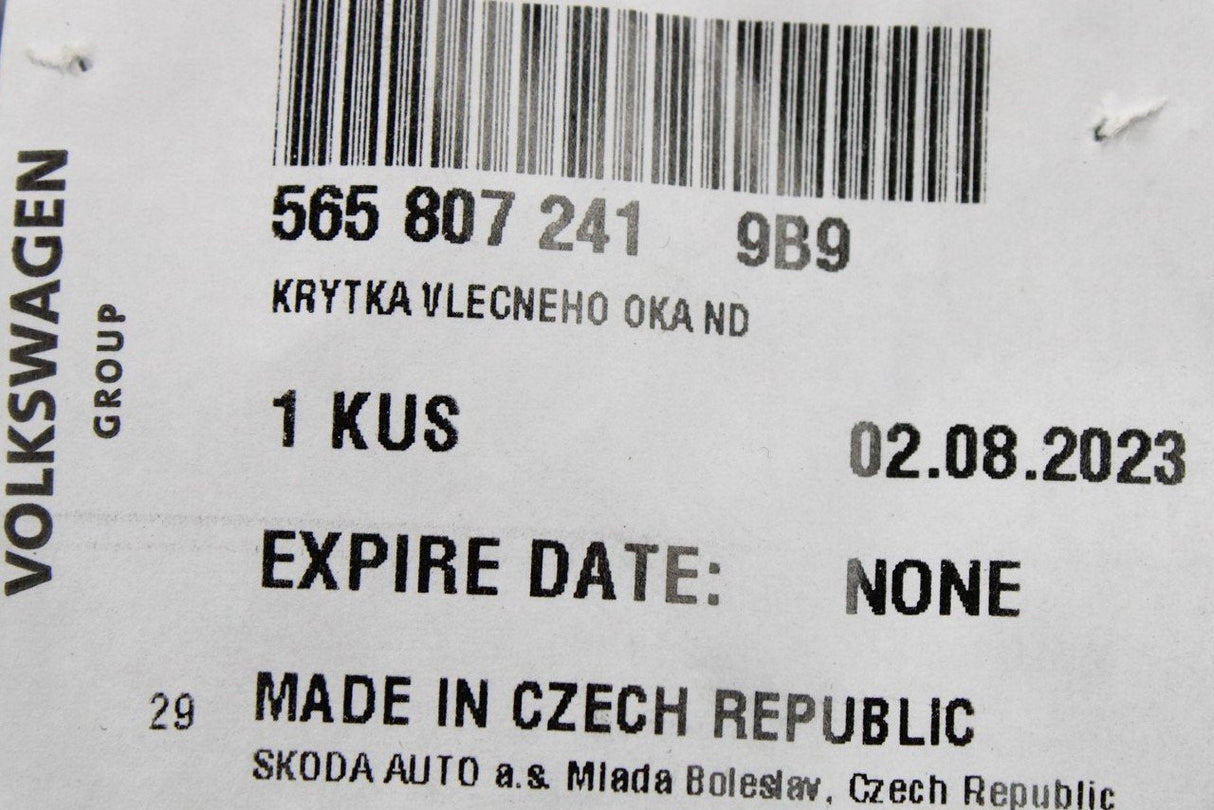 VOLKSWAGEN
GROUP
565 807 241 9B9
KRYTKA VLECNEHO OKA ND
1 KUS
02.08.2023
EXPIRE DATE: NONE
29
MADE IN CZECH REPUBLIC
SKODA AUTO a.s. Mlada Boleslav, Czech Republic